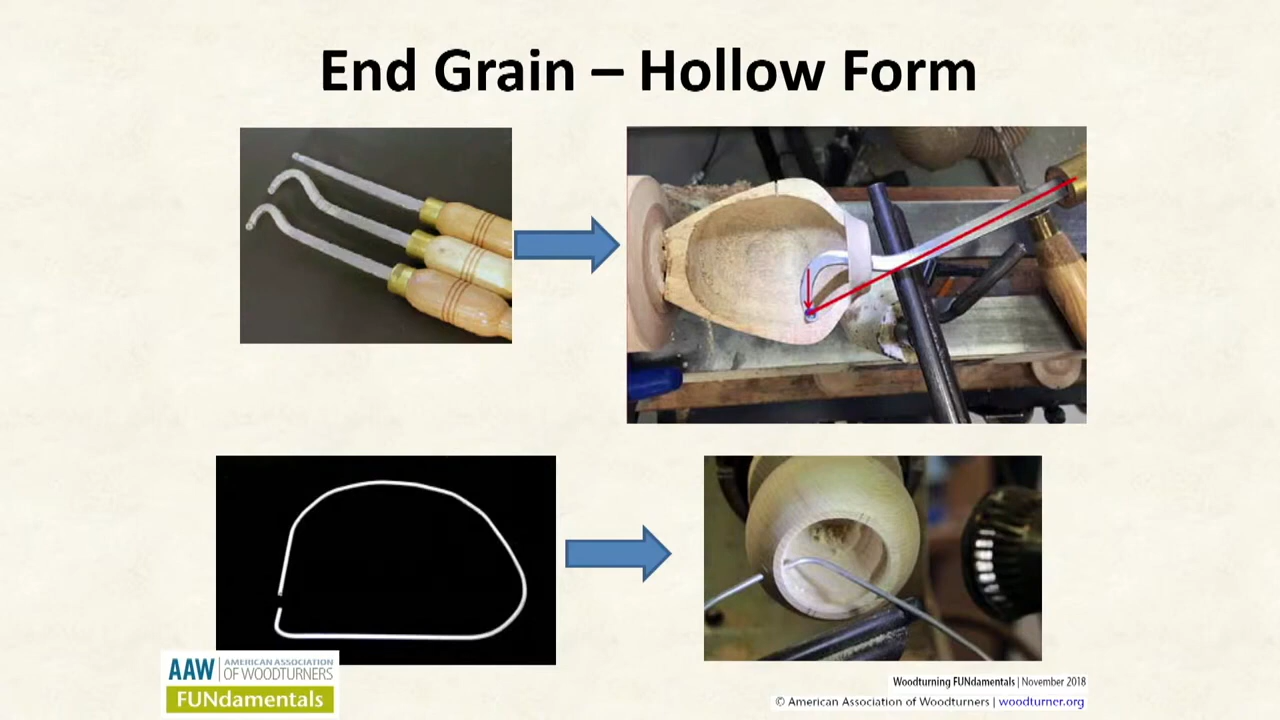 End Grain – Hollow Form
AAW | AMERICAN ASSOCIATION
OF WOODTURNERS
FUNdamentals
Woodturning FUNdamentals | November 2018
© American Association of Woodturners | woodturner.org